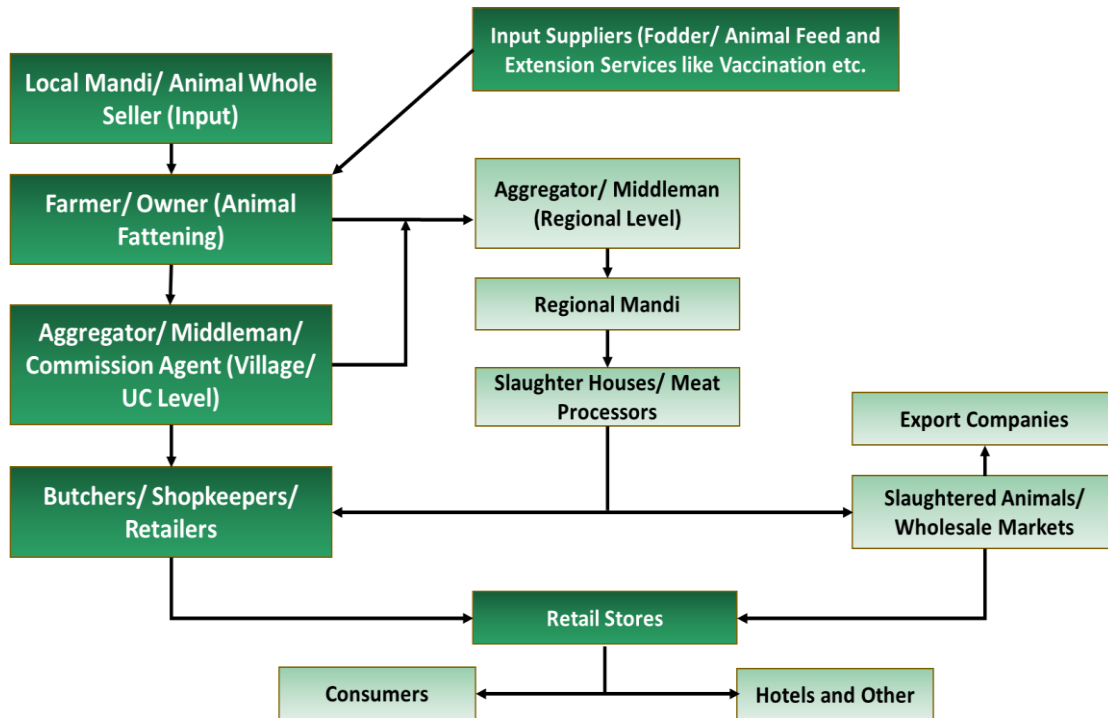 Input Suppliers (Fodder/ Animal Feed and
Extension Services like Vaccination etc.
Local Mandi/ Animal Whole
Seller (Input)
Farmer/ Owner (Animal
Fattening)
Aggregator/ Middleman
(Regional Level)
Regional Mandi
Aggregator/ Middleman/
Commission Agent (Village/
UC Level)
Slaughter Houses/ Meat
Processors
Export Companies
Butchers/ Shopkeepers/
Retailers
Slaughtered Animals/
Wholesale Markets
Retail Stores
Consumers
Hotels and Other